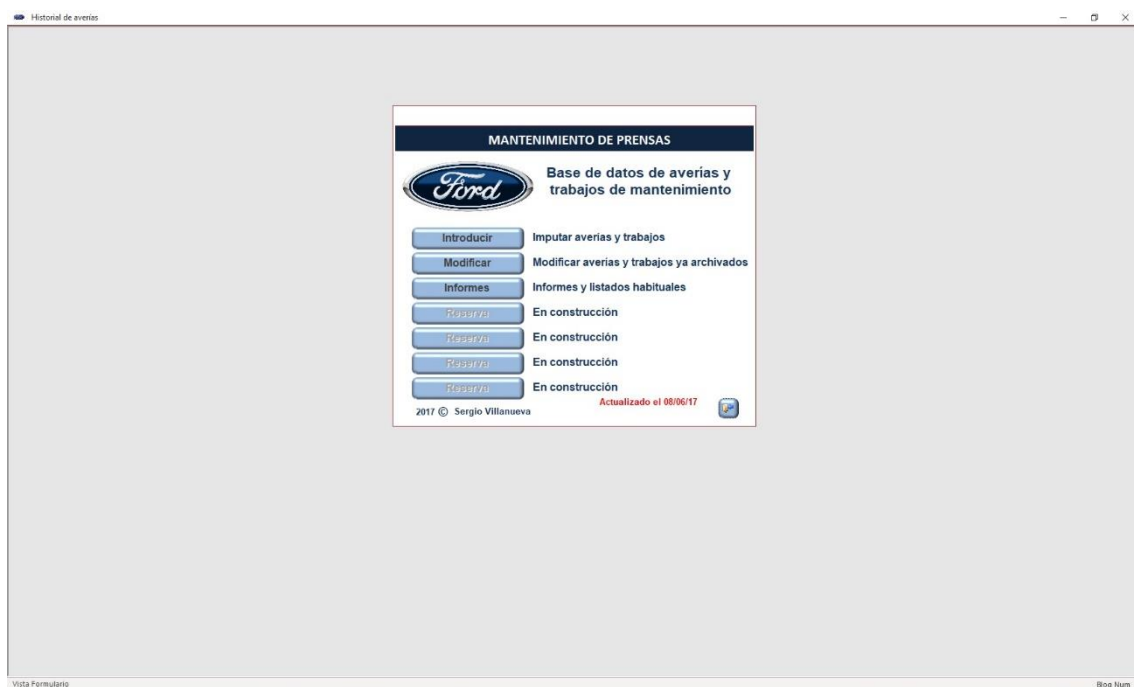 Historial de averías
MANTENIMIENTO DE PRENSAS
Ford
Base de datos de averías y
trabajos de mantenimiento
Introducir Imputar averías y trabajos
Modificar Modificar averías y trabajos ya archivados
Informes Informes y listados habituales
Reserva En construcción
Reserva En construcción
Reserva En construcción
Reserva En construcción
Actualizado el 08/06/17
2017 © Sergio Villanueva
Vista Formulario Bloq Num